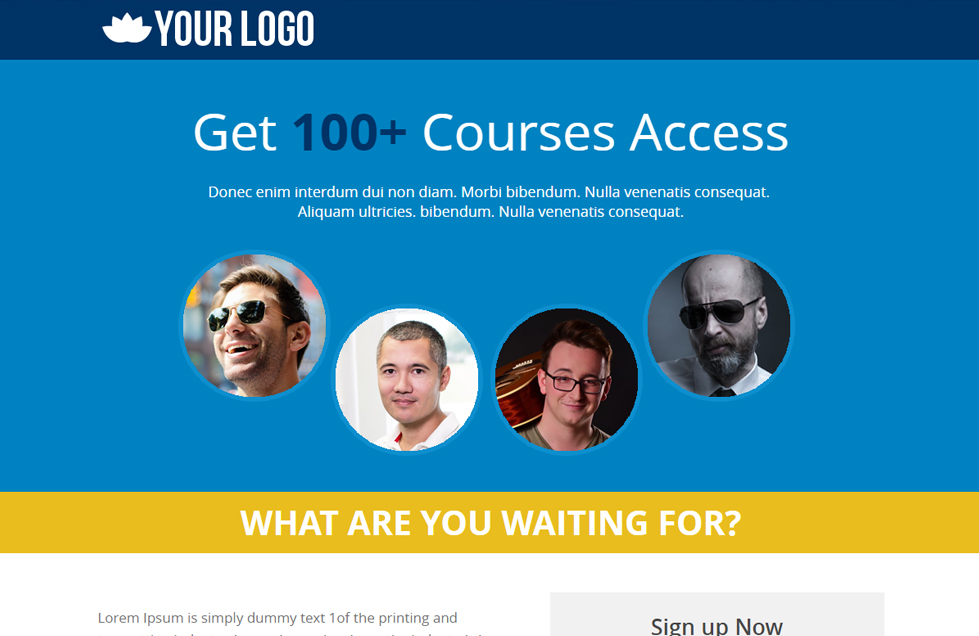 YOUR LOGO
Get 100+ Courses Access
Donec enim interdum dui non diam. Morbi bibendum. Nulla venenatis consequat.
Aliquam ultricies. bibendum. Nulla venenatis consequat.
WHAT ARE YOU WAITING FOR?
Lorem Ipsum is simply dummy text 1of the printing and
Sign up Now